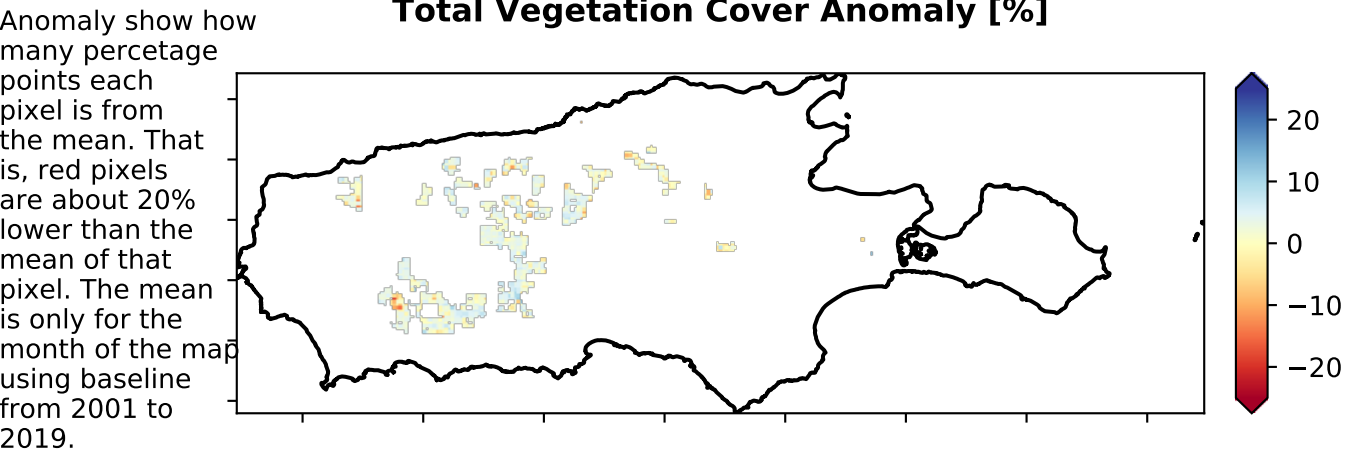 Total Vegetation Cover Anomaly [%]
Anomaly show how
many percetage
points each
pixel is from
the mean. That
is, red pixels
are about 20%
lower than the
mean of that
pixel. The mean
is only for the
month of the map
using baseline
from 2001 to
2019.
20
10
0
−10
−20